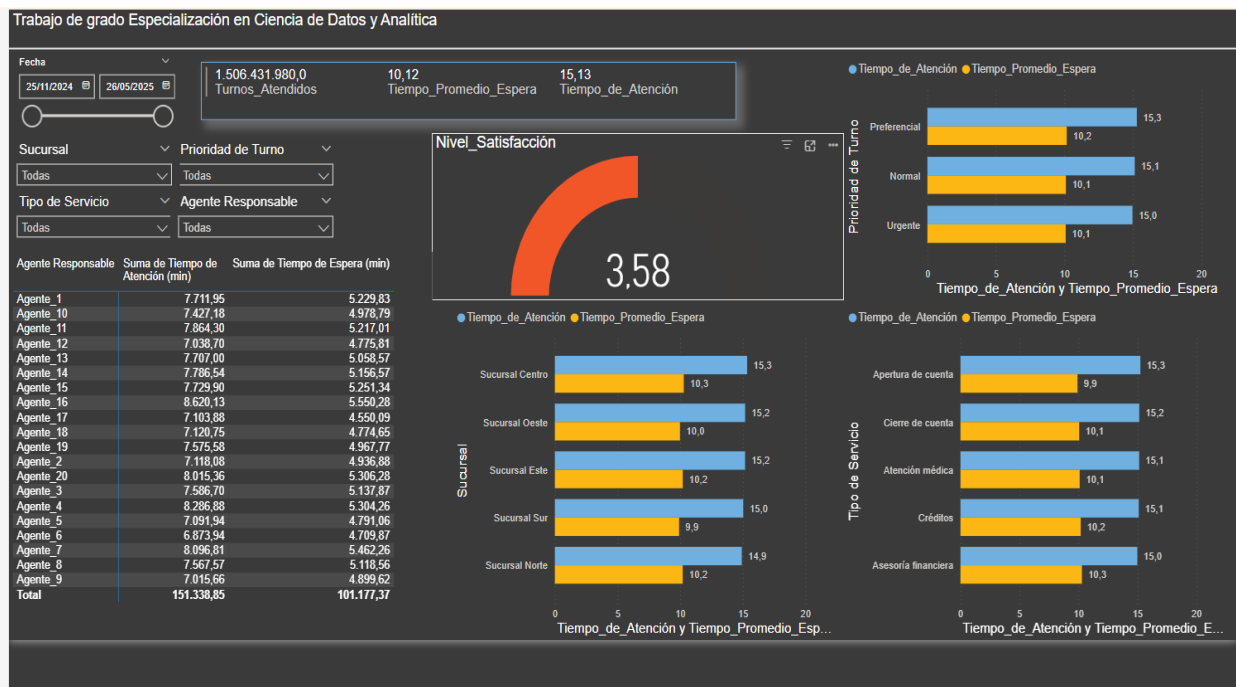 Trabajo de grado Especialización en Ciencia de Datos y Analítica
Fecha
25/11/2024 26/05/2025
1.506.431.980,0 10,12 15,13
Turnos_Atendidos Tiempo_Promedio_Espera Tiempo_de_Atención
Sucursal Prioridad de Turno
Todas Todas
Tipo de Servicio Agente Responsable
Todas Todas
Agente Responsable Suma de Tiempo de Atención (min) Suma de Tiempo de Espera (min)
Agente_1 7.711,95 5.229,83
Agente_10 7.427,18 4.978,79
Agente_11 7.864,30 5.217,01
Agente_12 7.038,70 4.775,81
Agente_13 7.707,00 5.058,57
Agente_14 7.786,54 5.156,57
Agente_15 7.729,90 5.251,34
Agente_16 8.620,13 5.550,28
Agente_17 7.103,88 4.550,09
Agente_18 7.120,75 4.774,65
Agente_19 7.575,58 4.967,77
Agente_2 7.118,08 4.936,88
Agente_20 8.015,36 5.306,28
Agente_3 7.586,70 5.137,87
Agente_4 8.286,88 5.304,26
Agente_5 7.091,94 4.791,06
Agente_6 6.873,94 4.709,87
Agente_7 8.096,81 5.462,26
Agente_8 7.567,57 5.118,56
Agente_9 7.015,66 4.899,62
Total 151.338,85 101.177,37
Nivel_Satisfacción
3,58
Tiempo_de_Atención Tiempo_Promedio_Espera
Prioridad de Turno
Preferencial 15,3
10,2
Normal 15,1
10,1
Urgente 15,0
10,1
0 5 10 15 20
Tiempo_de_Atención y Tiempo_Promedio_Espera
Tiempo_de_Atención Tiempo_Promedio_Espera
Sucursal
Sucursal Centro 15,3
10,3
Sucursal Oeste 15,2
10,0
Sucursal Este 15,2
10,2
Sucursal Sur 15,0
9,9
Sucursal Norte 14,9
10,2
0 5 10 15 20
Tiempo_de_Atención y Tiempo_Promedio_Esp...
Tiempo_de_Atención Tiempo_Promedio_Espera
Tipo de Servicio
Apertura de cuenta 15,3
9,9
Cierre de cuenta 15,2
10,1
Atención médica 15,1
10,1
Créditos 15,1
10,2
Asesoría financiera 15,0
10,3
0 5 10 15 20
Tiempo_de_Atención y Tiempo_Promedio_E...